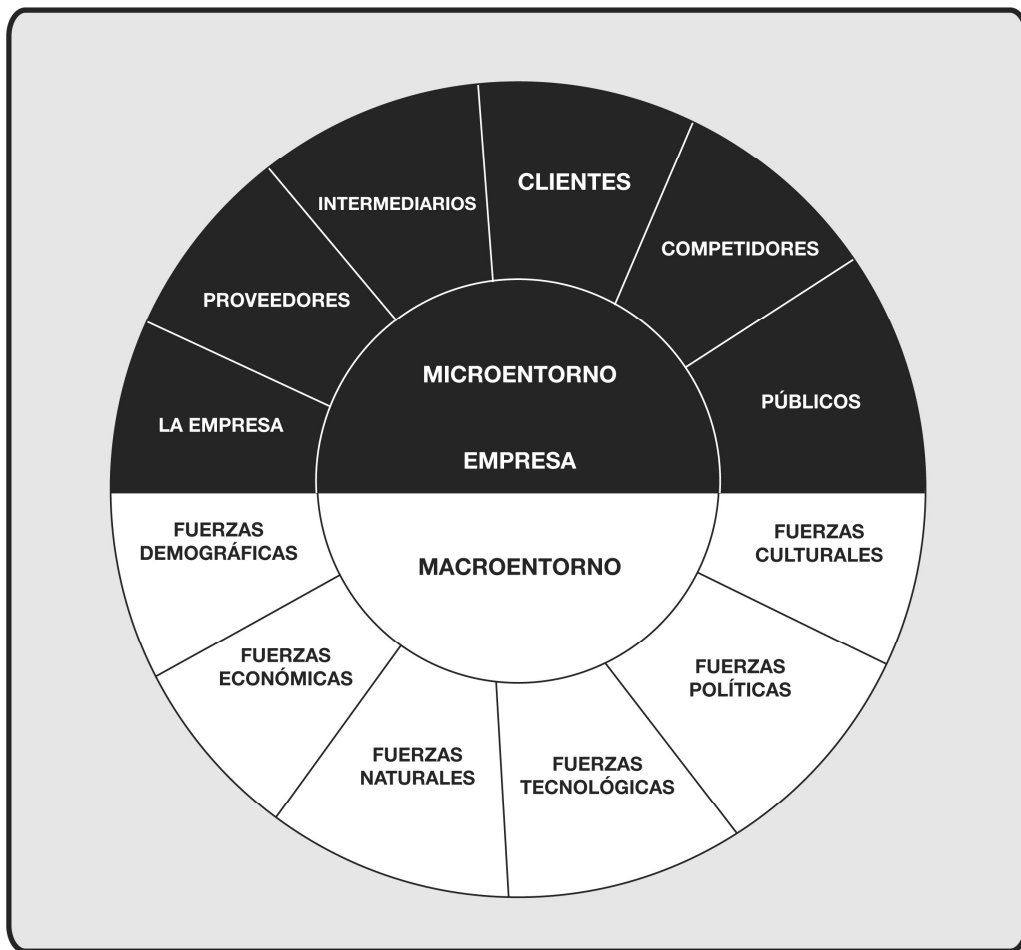 CLIENTES
INTERMEDIARIOS
COMPETIDORES
PROVEEDORES
MICROENTORNO
PÚBLICOS
LA EMPRESA
EMPRESA
FUERZAS
DEMOGRÁFICAS
MACROENTORNO
FUERZAS
CULTURALES
FUERZAS
ECONÓMICAS
FUERZAS
POLÍTICAS
FUERZAS
NATURALES
FUERZAS
TECNOLÓGICAS